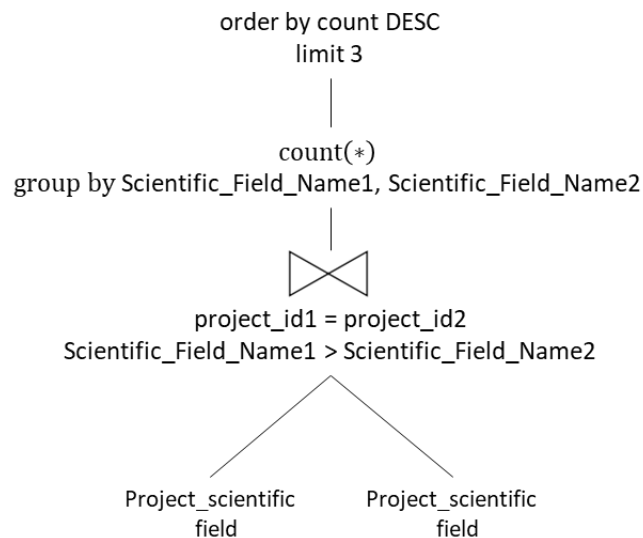 order by count DESC
limit 3
count(*)
group by Scientific_Field_Name1, Scientific_Field_Name2
project_id1 = project_id2
Scientific_Field_Name1 > Scientific_Field_Name2
Project_scientific
field
Project_scientific
field